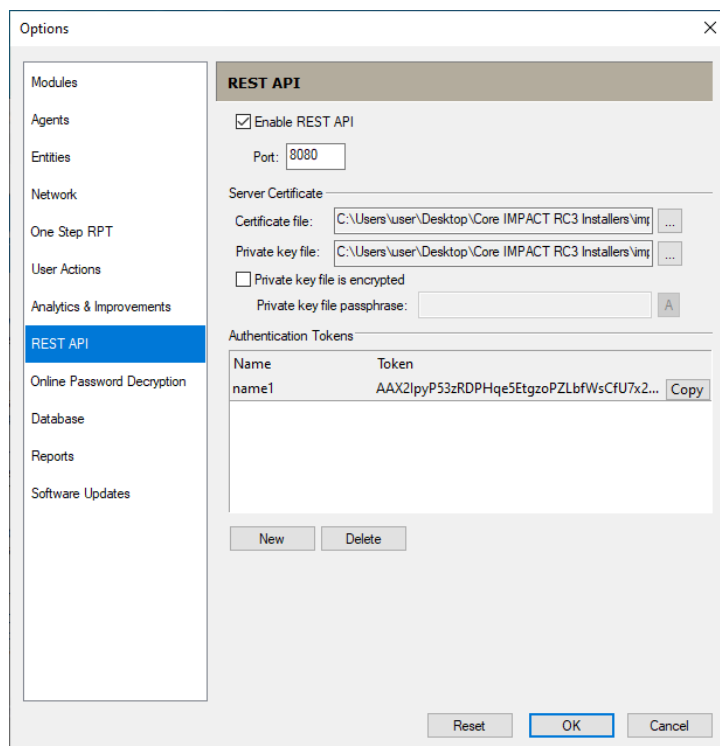 Options
Modules
Agents
Entities
Network
One Step RPT
User Actions
Analytics & Improvements
REST API
Online Password Decryption
Database
Reports
Software Updates
REST API
Enable REST API
Port: 8080
Server Certificate
Certificate file: C:\Users\user\Desktop\Core IMPACT RC3 Installers\imp ...
Private key file: C:\Users\user\Desktop\Core IMPACT RC3 Installers\imp ...
Private key file is encrypted
Private key file passphrase: A
Authentication Tokens
Name Token
name1 AAX2IpyP53zRDPHqe5EtgzoPZLbfWsCfU7x2... Copy
New Delete
Reset OK Cancel